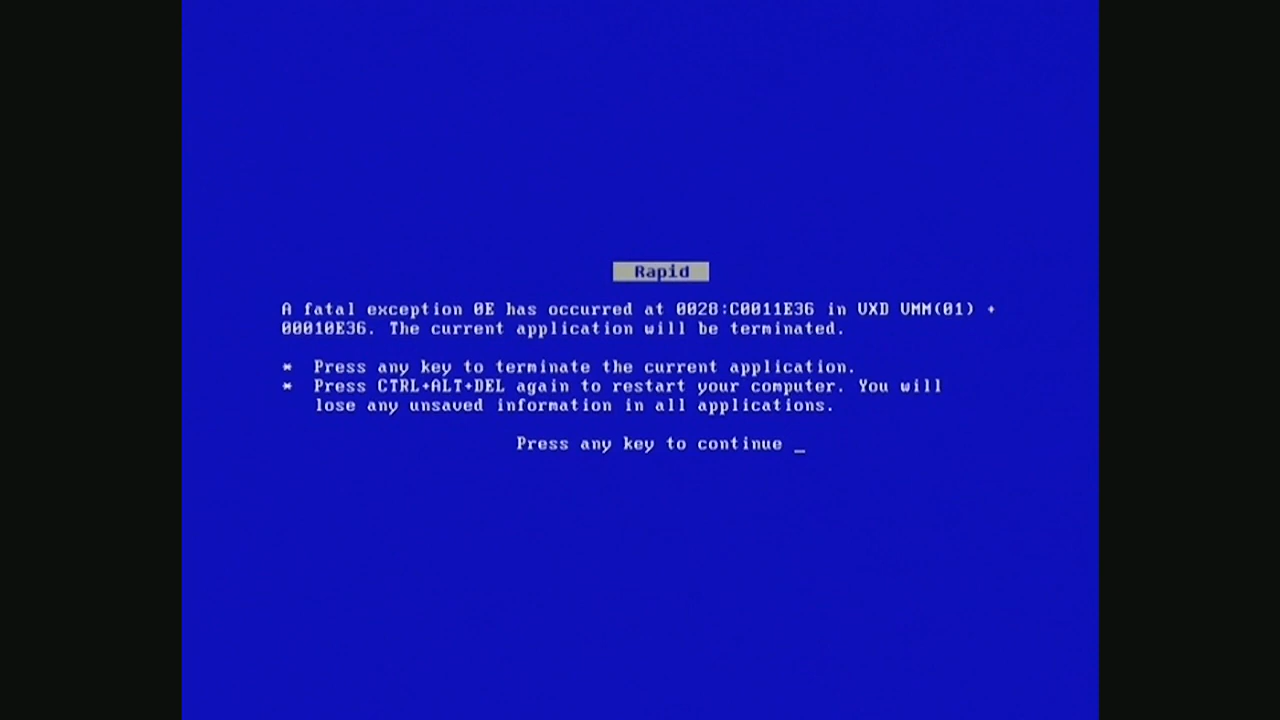 Rapid
A fatal exception 0E has occurred at 0028:C0011E36 in VXD VMM(01) +
00010E36. The current application will be terminated.
* Press any key to terminate the current application.
* Press CTRL+ALT+DEL again to restart your computer. You will
lose any unsaved information in all applications.
Press any key to continue _